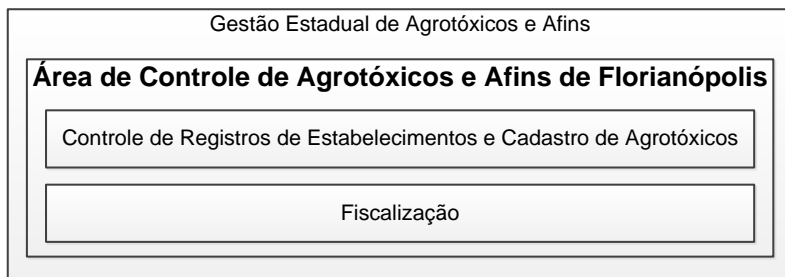 Gestão Estadual de Agrotóxicos e Afins
Área de Controle de Agrotóxicos e Afins de Florianópolis
Controle de Registros de Estabelecimentos e Cadastro de Agrotóxicos
Fiscalização